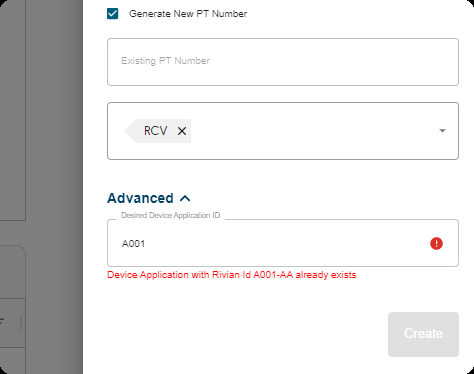 Generate New PT Number
Existing PT Number
RCV
Advanced
Desired Device Application ID
A001
Device Application with Rivian Id A001-AA already exists
Create